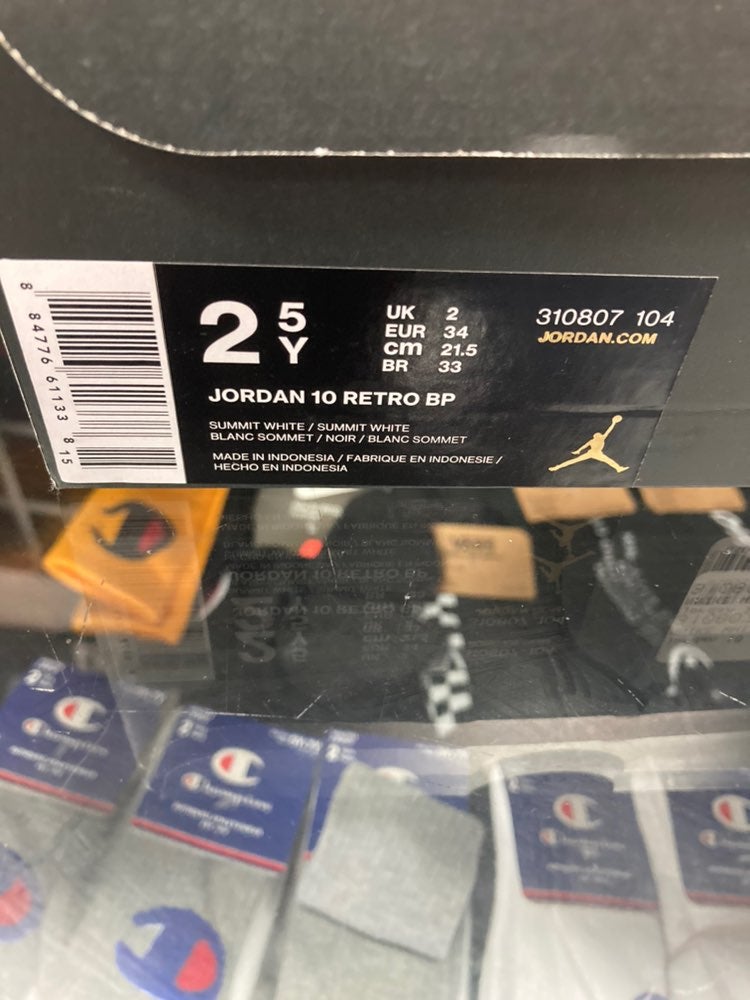 8 84776 61133 8 15
2 5 Y
UK 2
EUR 34
cm 21.5
BR 33
310807 104
JORDAN.COM
JORDAN 10 RETRO BP
SUMMIT WHITE / SUMMIT WHITE
BLANC SOMMET / NOIR / BLANC SOMMET
MADE IN INDONESIA / FABRIQUE EN INDONESIE /
HECHO EN INDONESIA
Champion
Champion